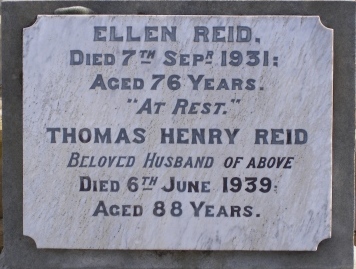 ELLEN REID.
DIED 7TH SEPR 1931:
AGED 76 YEARS.
"AT REST."
THOMAS HENRY REID
BELOVED HUSBAND OF ABOVE
DIED 6TH JUNE 1939:
AGED 88 YEARS.